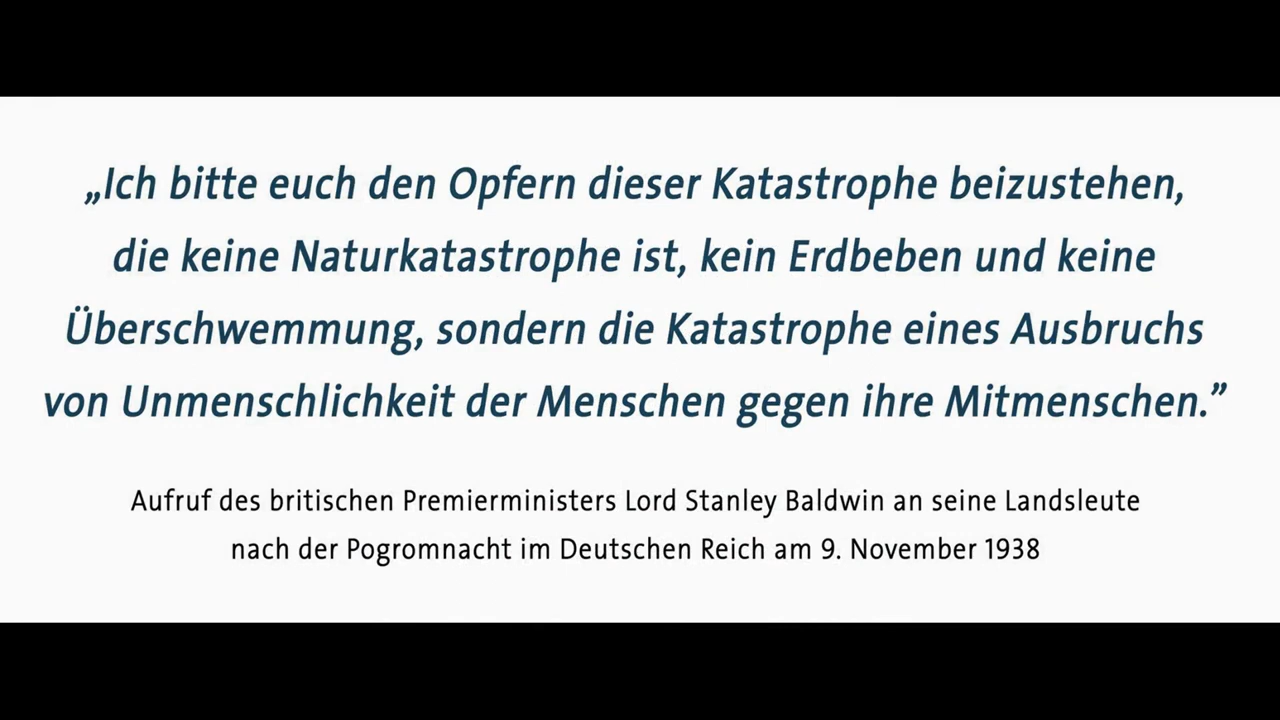 „Ich bitte euch den Opfern dieser Katastrophe beizustehen,
die keine Naturkatastrophe ist, kein Erdbeben und keine
Überschwemmung, sondern die Katastrophe eines Ausbruchs
von Unmenschlichkeit der Menschen gegen ihre Mitmenschen.”
Aufruf des britischen Premierministers Lord Stanley Baldwin an seine Landsleute
nach der Pogromnacht im Deutschen Reich am 9. November 1938